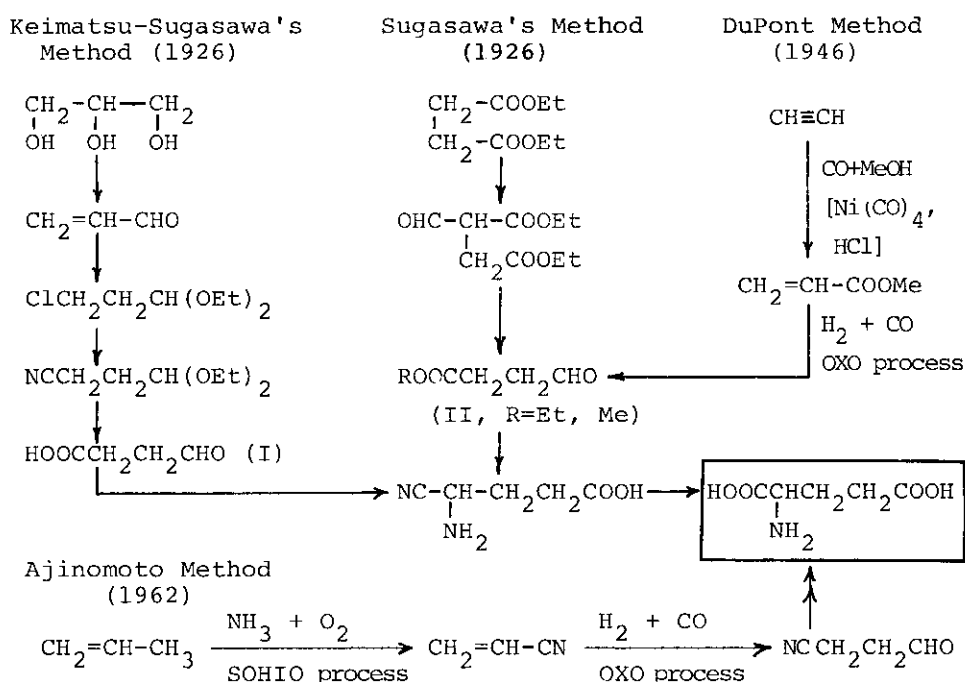 Keimatsu-Sugasawa's
Method (1926)
CH2-CH-CH2
OH OH OH
CH2=CH-CHO
ClCH2CH2CH(OEt)2
NCCH2CH2CH(OEt)2
HOOCCH2CH2CHO (I)
Sugasawa's Method
(1926)
CH2-COOEt
CH2-COOEt
OHC-CH-COOEt
CH2COOEt
ROOCCH2CH2CHO
(II, R=Et, Me)
NC-CH-CH2CH2COOH
NH2
DuPont Method
(1946)
CH≡CH
CO+MeOH
[Ni(CO)4,
HCl]
CH2=CH-COOMe
H2 + CO
OXO process
HOOCCHCH2CH2COOH
NH2
Ajinomoto Method
(1962)
CH2=CH-CH3
NH3 + O2
SOHIO process
CH2=CH-CN
H2 + CO
OXO process
NCCH2CH2CHO